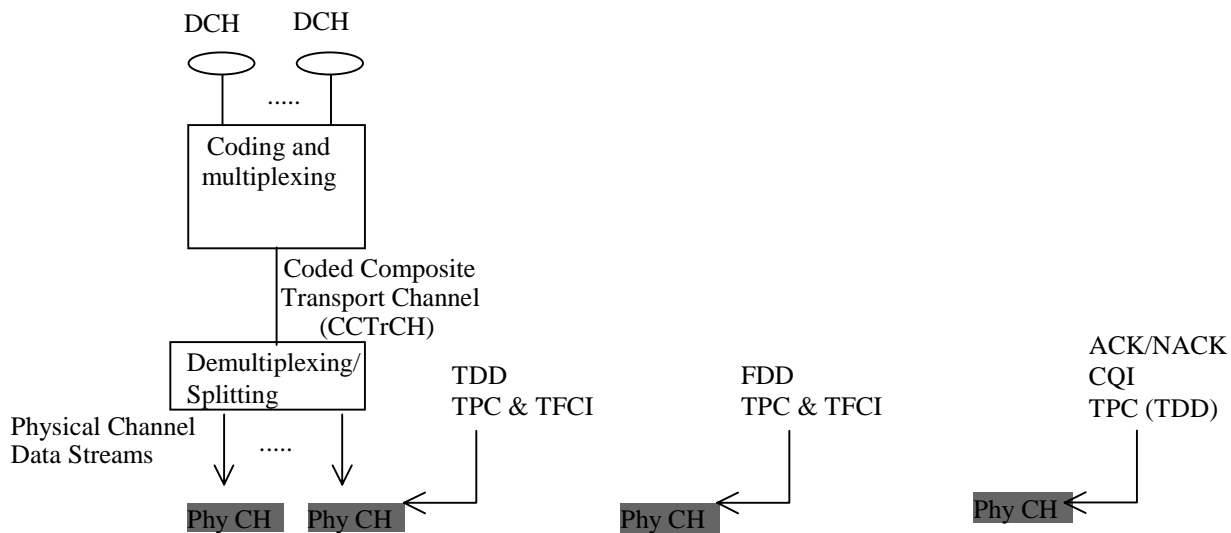 DCH DCH
.....
Coding and
multiplexing
Coded Composite
Transport Channel
(CCTrCH)
Demultiplexing/
Splitting
Physical Channel
Data Streams
.....
TDD
TPC & TFCI
FDD
TPC & TFCI
ACK/NACK
CQI
TPC (TDD)
Phy CH Phy CH Phy CH Phy CH